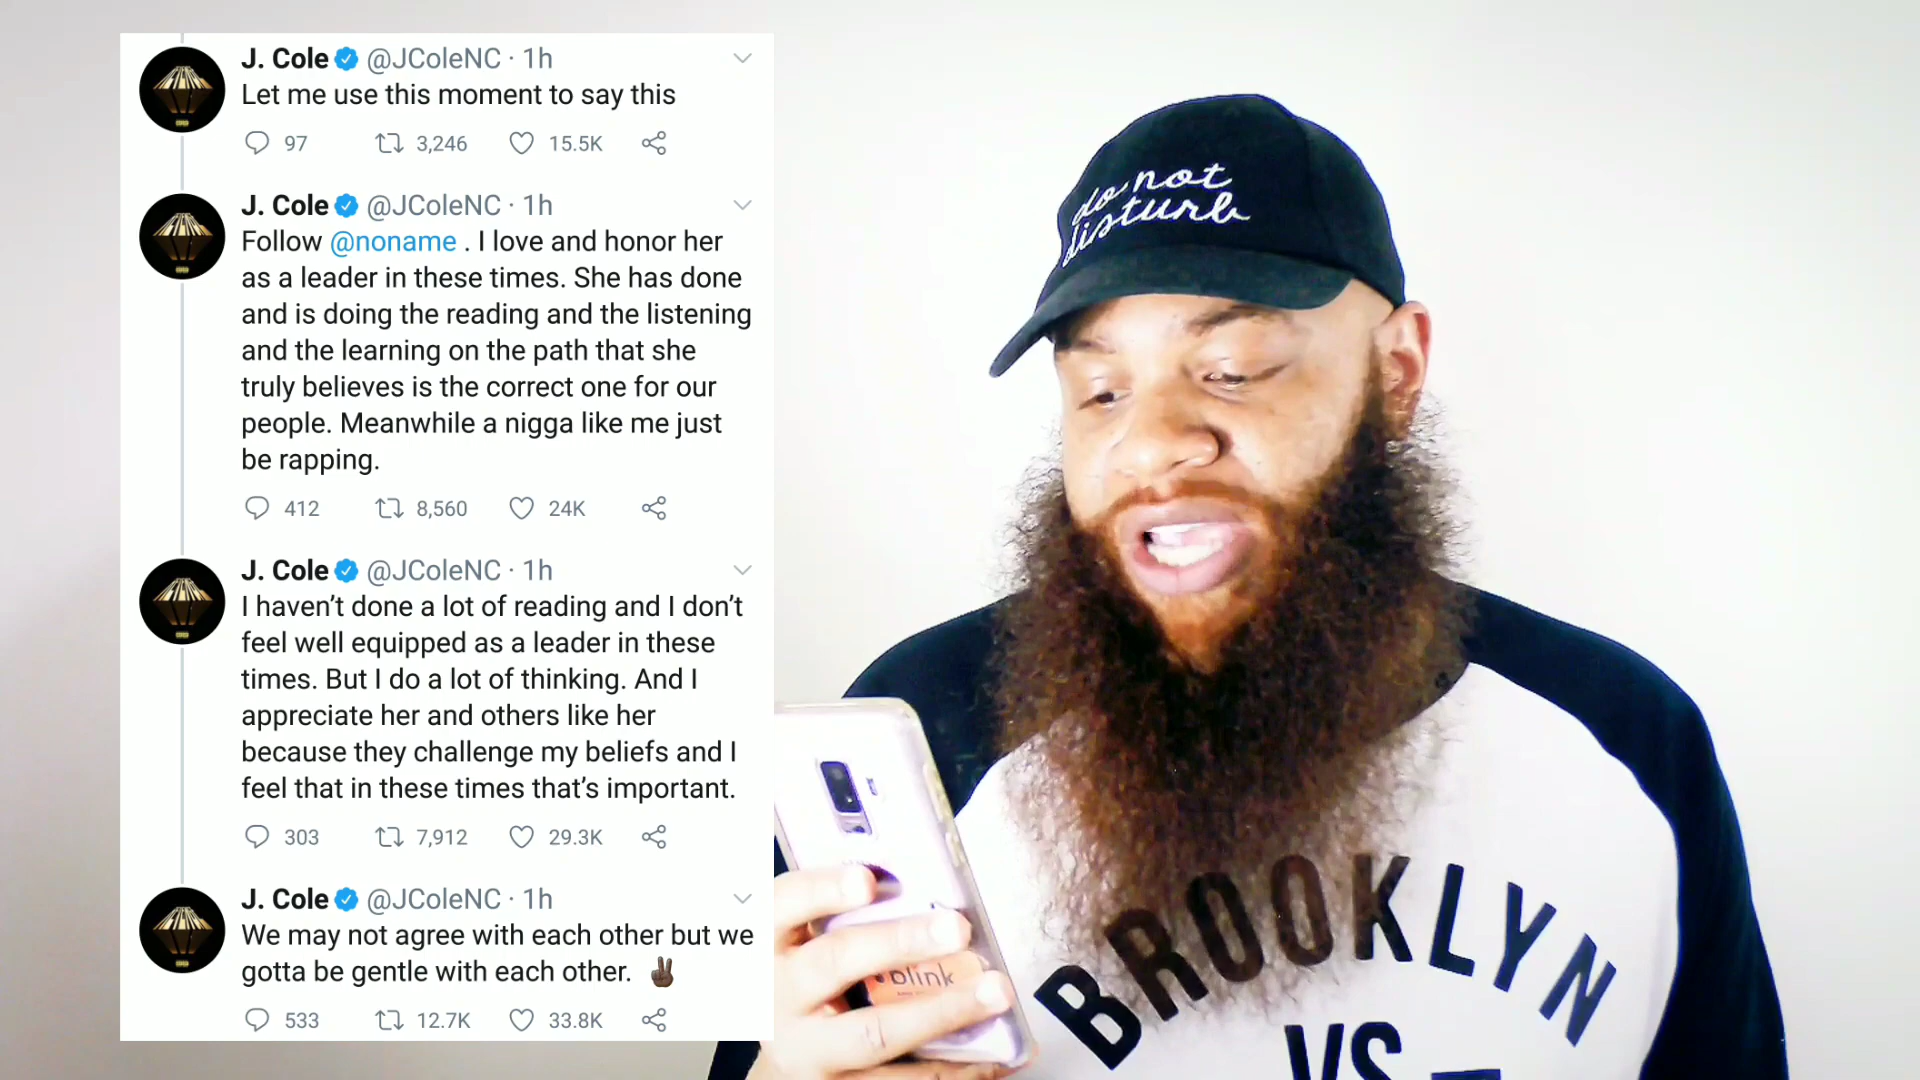 J. Cole @JColeNC · 1h
Let me use this moment to say this
97 3,246 15.5K
J. Cole @JColeNC · 1h
Follow @noname . I love and honor her
as a leader in these times. She has done
and is doing the reading and the listening
and the learning on the path that she
truly believes is the correct one for our
people. Meanwhile a nigga like me just
be rapping.
412 8,560 24K
J. Cole @JColeNC · 1h
I haven’t done a lot of reading and I don’t
feel well equipped as a leader in these
times. But I do a lot of thinking. And I
appreciate her and others like her
because they challenge my beliefs and I
feel that in these times that’s important.
303 7,912 29.3K
J. Cole @JColeNC · 1h
We may not agree with each other but we
gotta be gentle with each other. ✌🏿
533 12.7K 33.8K
do not
disturb
blink
BROOKLYN
VS